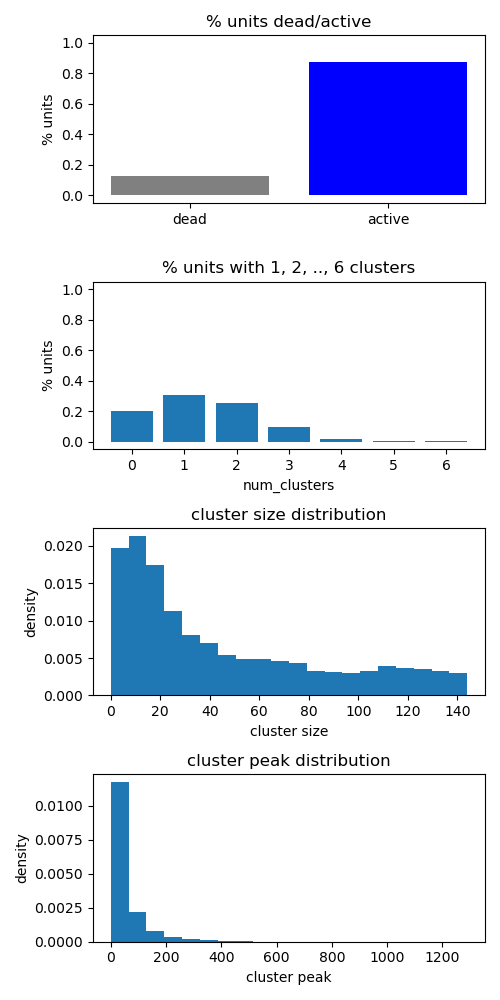 % units dead/active
1.0
0.8
0.6
0.4
0.2
0.0
% units
dead active
% units with 1, 2, .., 6 clusters
1.0
0.8
0.6
0.4
0.2
0.0
% units
0 1 2 3 4 5 6
num_clusters
cluster size distribution
0.020
0.015
0.010
0.005
0.000
density
0 20 40 60 80 100 120 140
cluster size
cluster peak distribution
0.0100
0.0075
0.0050
0.0025
0.0000
density
0 200 400 600 800 1000 1200
cluster peak